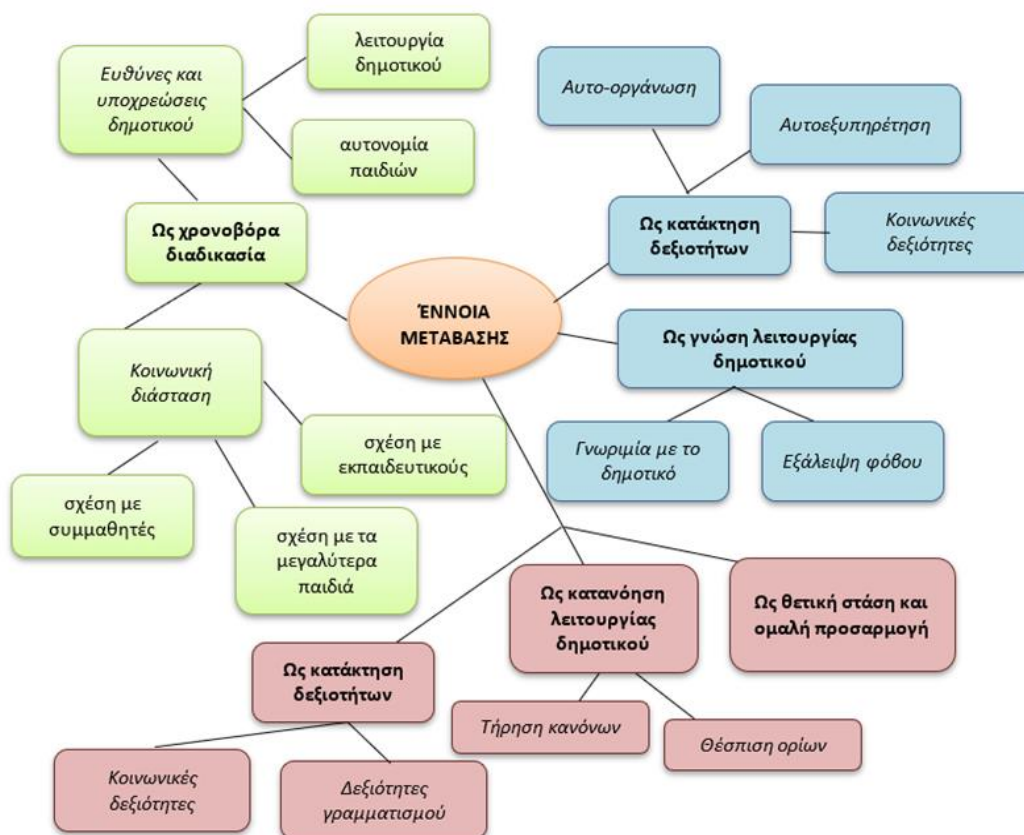 λειτουργία
δημοτικού
Ευθύνες και
υποχρεώσεις
δημοτικού
αυτονομία
παιδιών
Ως χρονοβόρα
διαδικασία
Κοινωνική
διάσταση
σχέση με
εκπαιδευτικούς
σχέση με
συμμαθητές
σχέση με τα
μεγαλύτερα
παιδιά
ΈΝΝΟΙΑ
ΜΕΤΑΒΑΣΗΣ
Αυτο-οργάνωση
Αυτοεξυπηρέτηση
Ως κατάκτηση
δεξιοτήτων
Κοινωνικές
δεξιότητες
Ως γνώση λειτουργίας
δημοτικού
Γνωριμία με το
δημοτικό
Εξάλειψη φόβου
Ως κατανόηση
λειτουργίας
δημοτικού
Ως θετική στάση και
ομαλή προσαρμογή
Ως κατάκτηση
δεξιοτήτων
Τήρηση κανόνων
Θέσπιση ορίων
Κοινωνικές
δεξιότητες
Δεξιότητες
γραμματισμού